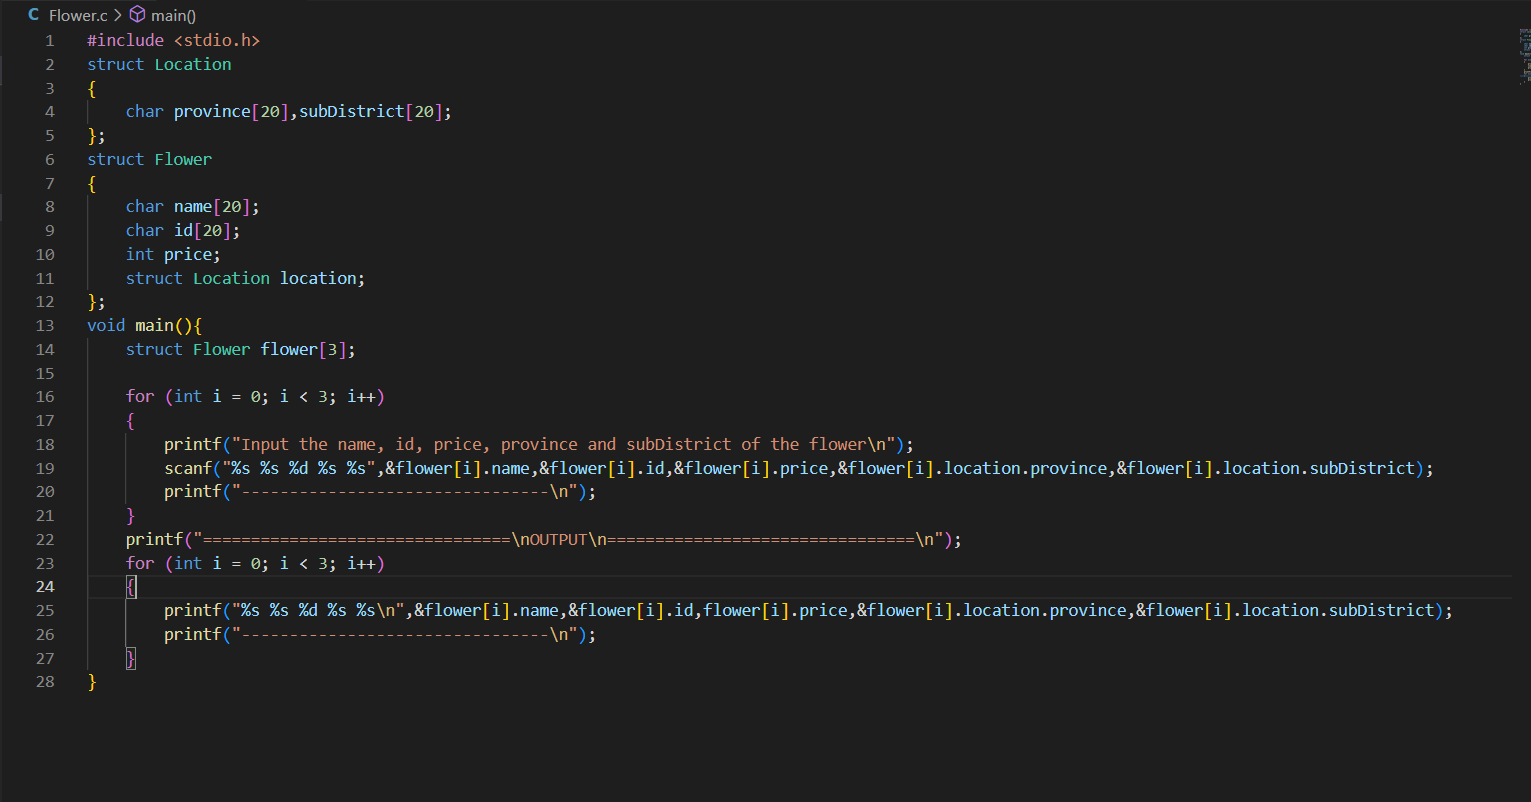 C Flower.c > main()
1 #include <stdio.h>
2 struct Location
3 {
4     char province[20],subDistrict[20];
5 };
6 struct Flower
7 {
8     char name[20];
9     char id[20];
10     int price;
11     struct Location location;
12 };
13 void main(){
14     struct Flower flower[3];
15
16     for (int i = 0; i < 3; i++)
17     {
18         printf("Input the name, id, price, province and subDistrict of the flower\n");
19         scanf("%s %s %d %s %s",&flower[i].name,&flower[i].id,&flower[i].price,&flower[i].location.province,&flower[i].location.subDistrict);
20         printf("--------------------------------\n");
21     }
22     printf("================================\nOUTPUT\n================================\n");
23     for (int i = 0; i < 3; i++)
24     {
25         printf("%s %s %d %s %s\n",&flower[i].name,&flower[i].id,flower[i].price,&flower[i].location.province,&flower[i].location.subDistrict);
26         printf("--------------------------------\n");
27     }
28 }